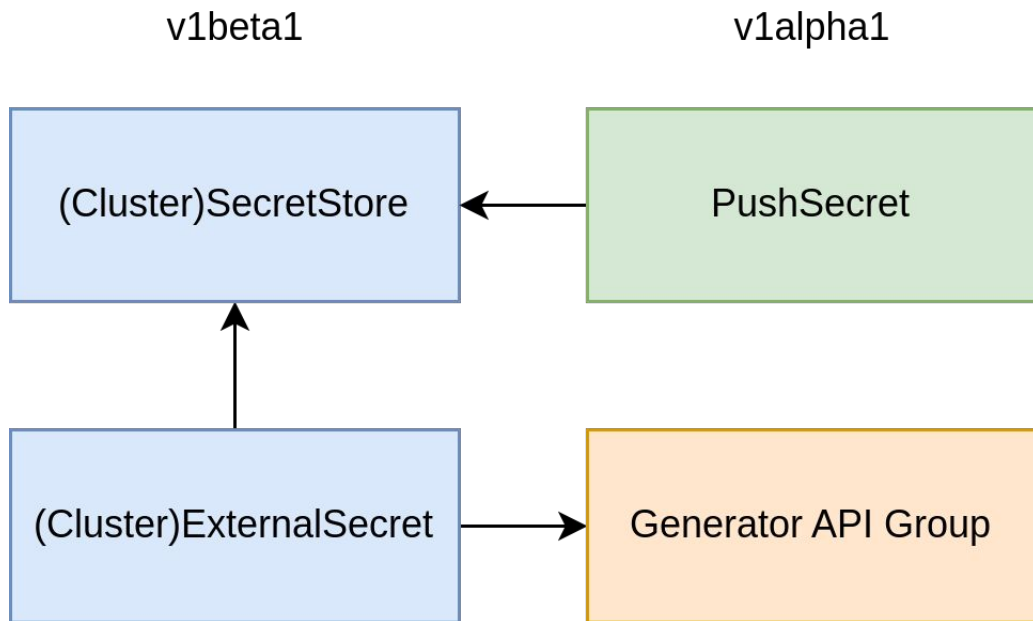 v1beta1
v1alpha1
(Cluster)SecretStore
PushSecret
(Cluster)ExternalSecret
Generator API Group